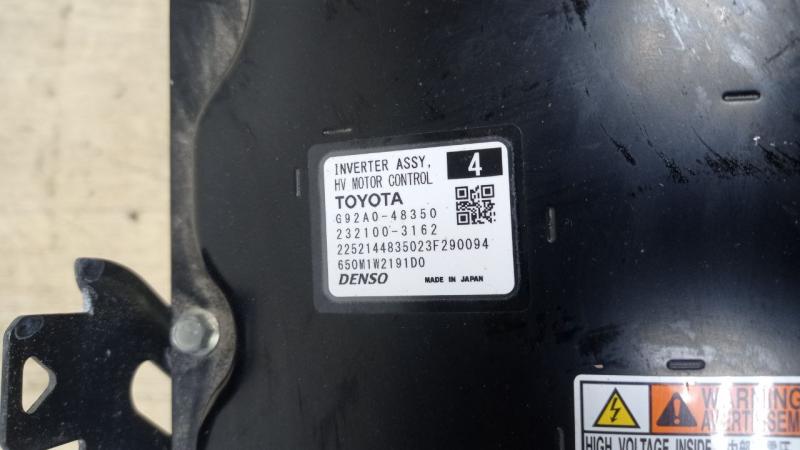 INVERTER ASSY,
HV MOTOR CONTROL
4
TOYOTA
G92A0-48350
232100-3162
2252144835023F290094
650M1W2191D0
DENSO MADE IN JAPAN
WARNING
AVERTISSEM
HIGH VOLTAGE INSIDE